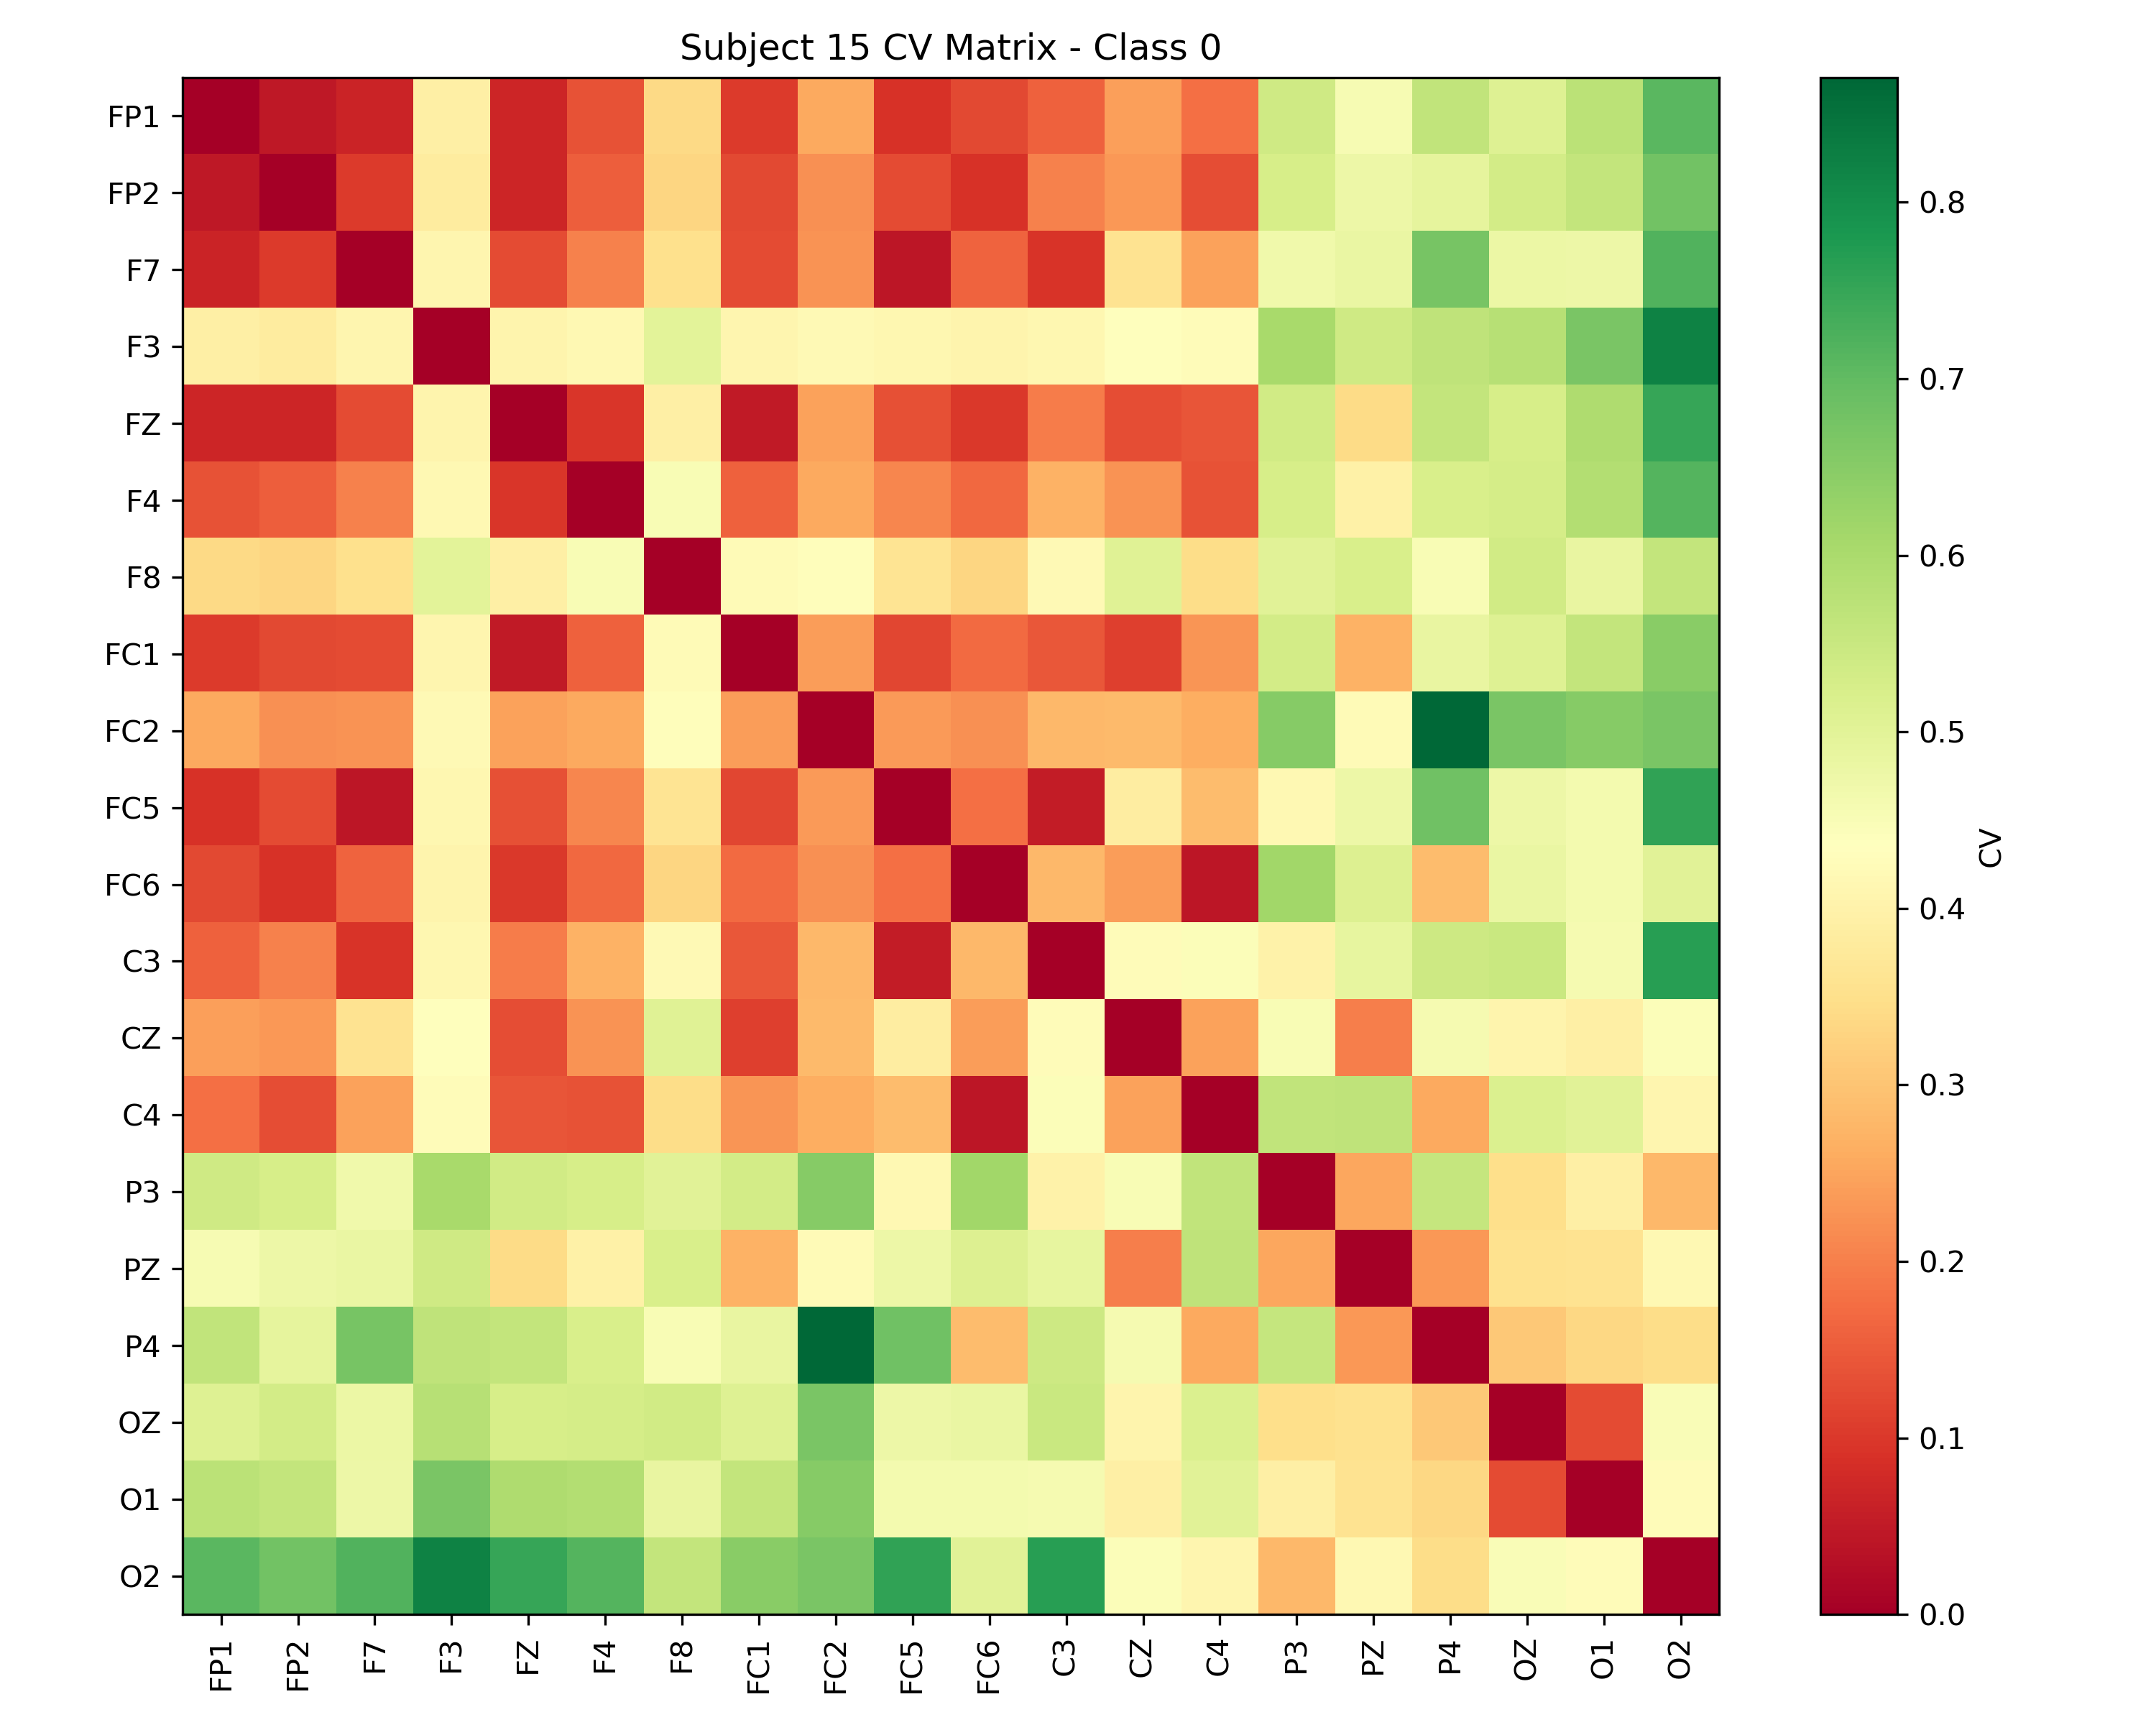 Subject 15 CV Matrix - Class 0
FP1
FP2
F7
F3
FZ
F4
F8
FC1
FC2
FC5
FC6
C3
CZ
C4
P3
PZ
P4
OZ
O1
O2
FP1 FP2 F7 F3 FZ F4 F8 FC1 FC2 FC5 FC6 C3 CZ C4 P3 PZ P4 OZ O1 O2
0.8
0.7
0.6
0.5
0.4
0.3
0.2
0.1
0.0
CV